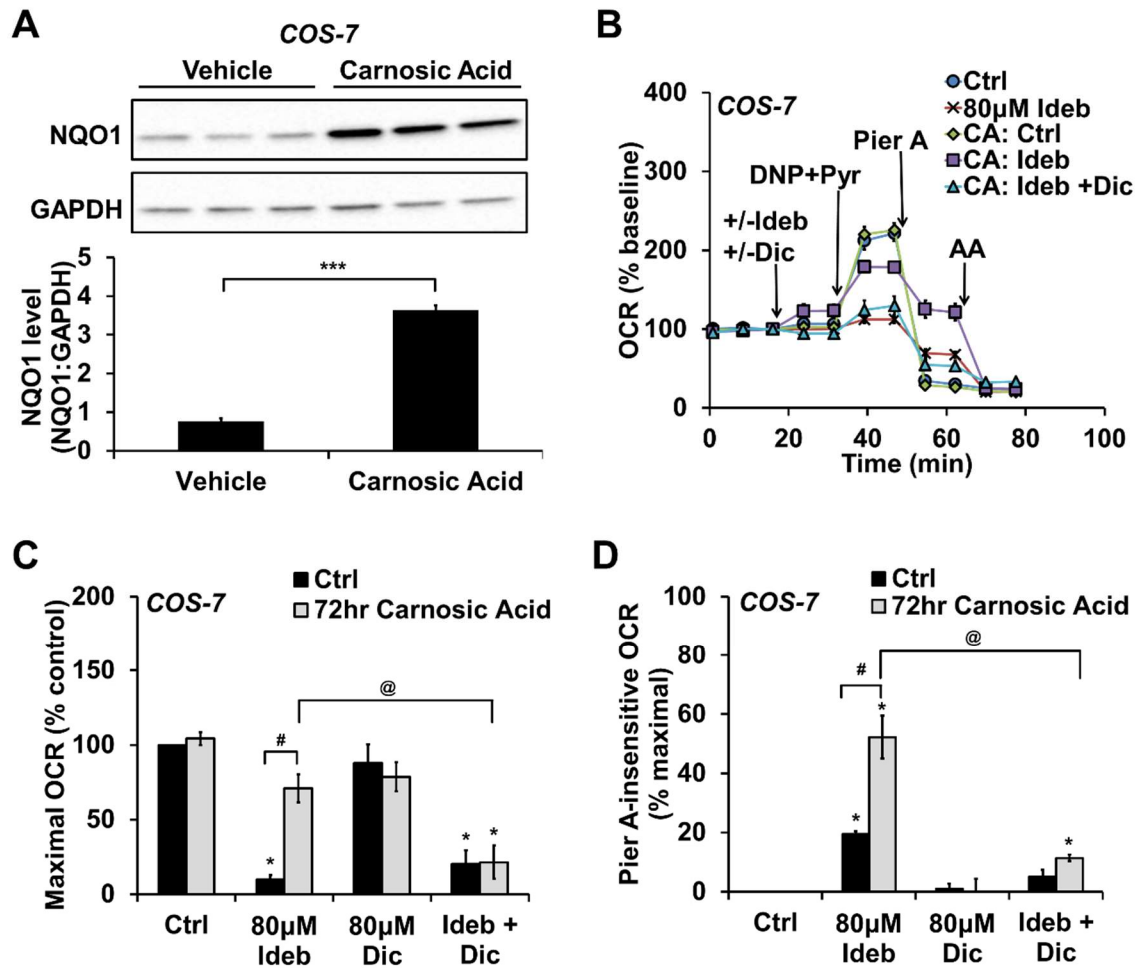 A
COS-7
Vehicle Carnosic Acid
NQO1
GAPDH
NQO1 level
(NQO1:GAPDH)
5
4
3
2
1
0
***
Vehicle Carnosic Acid
B
COS-7
Ctrl
80μM Ideb
CA: Ctrl
CA: Ideb
CA: Ideb +Dic
OCR (% baseline)
400
300
200
100
0
+/-Ideb
+/-Dic
DNP+Pyr
Pier A
AA
0 20 40 60 80 100
Time (min)
C
COS-7
Ctrl
72hr Carnosic Acid
Maximal OCR (% control)
200
150
100
50
0
@
#
*
* *
Ctrl 80μM Ideb 80μM Dic Ideb + Dic
D
COS-7
Ctrl
72hr Carnosic Acid
Pier A-insensitive OCR
(% maximal)
100
80
60
40
20
0
@
#
*
*
*
Ctrl 80μM Ideb 80μM Dic Ideb + Dic